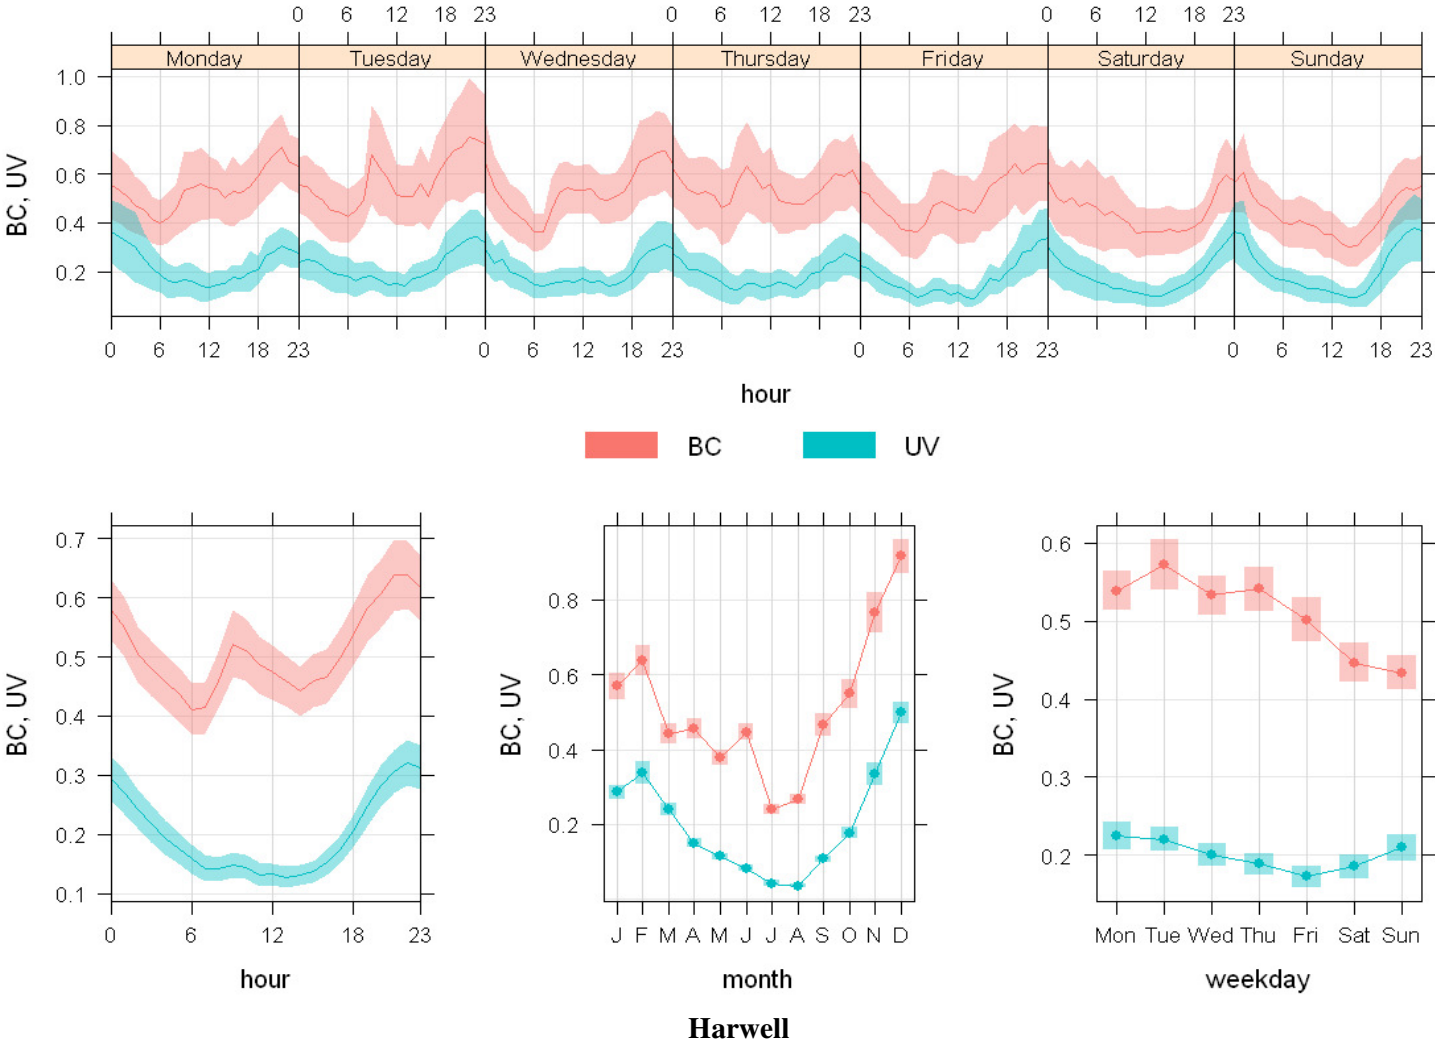 0 6 12 18 23 0 6 12 18 23 0 6 12 18 23
Monday Tuesday Wednesday Thursday Friday Saturday Sunday
1.0
0.8
0.6
0.4
0.2
BC, UV
0 6 12 18 23 0 6 12 18 23 0 6 12 18 23 0 6 12 18 23
hour
BC UV
0.7
0.6
0.5
0.4
0.3
0.2
0.1
BC, UV
0 6 12 18 23
hour
0.8
0.6
0.4
0.2
BC, UV
J F M A M J J A S O N D
month
0.6
0.5
0.4
0.3
0.2
BC, UV
Mon Tue Wed Thu Fri Sat Sun
weekday
Harwell